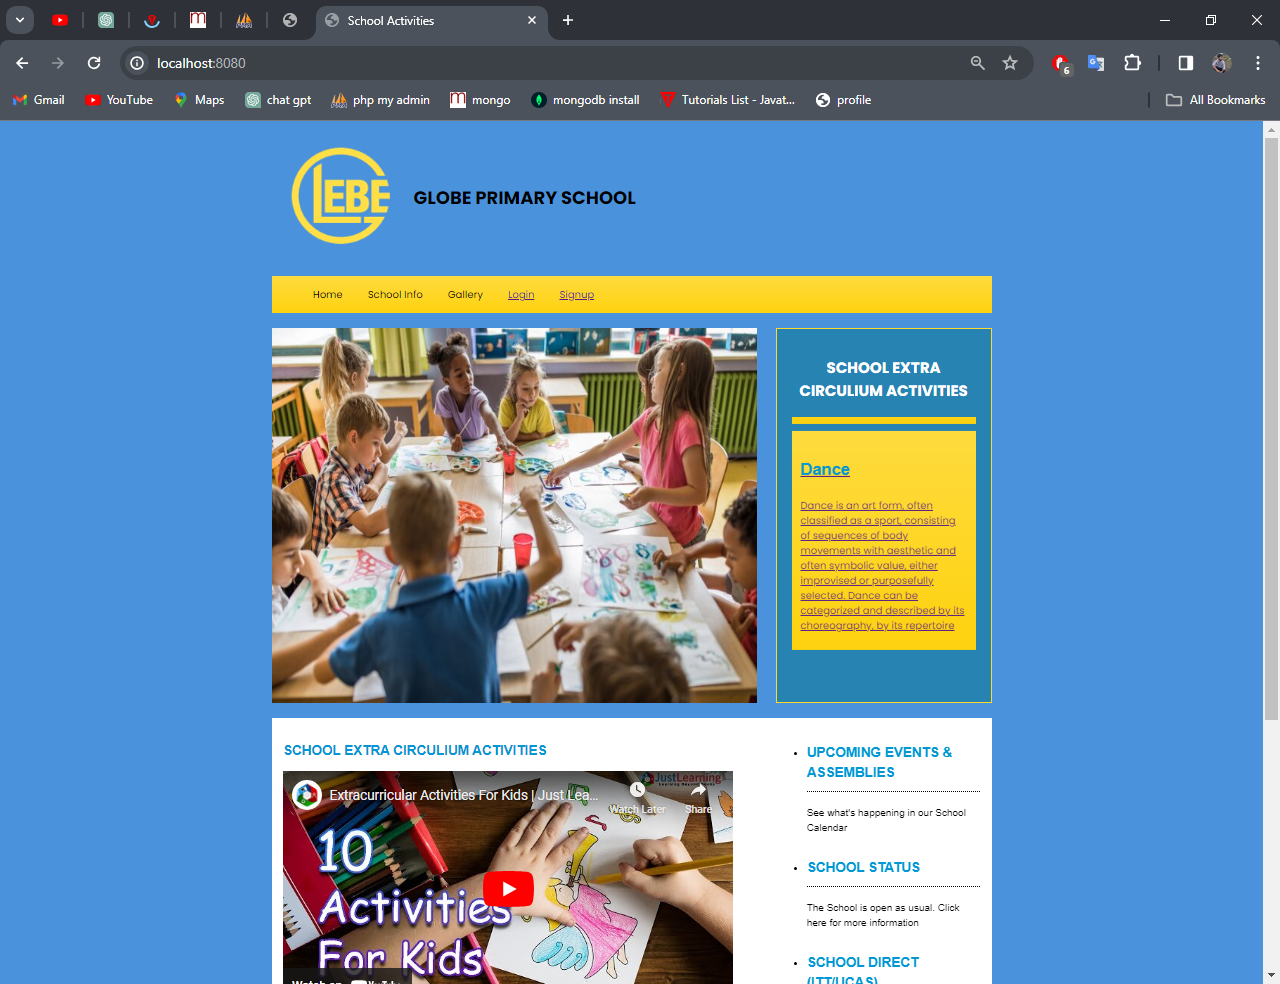 School Activities
localhost:8080
6
Gmail
YouTube
Maps
chat gpt
php my admin
mongo
mongodb install
Tutorials List - Javat...
profile
All Bookmarks
LEBE
GLOBE PRIMARY SCHOOL
Home
School Info
Gallery
Login
Signup
SCHOOL EXTRA
CIRCULIUM ACTIVITIES
Dance
Dance is an art form, often
classified as a sport, consisting
of sequences of body
movements with aesthetic and
often symbolic value, either
improvised or purposefully
selected. Dance can be
categorized and described by its
choreography, by its repertoire
SCHOOL EXTRA CIRCULIUM ACTIVITIES
JustLearning
Extracurricular Activities For Kids | Just Lea...
Watch Later
Share
10
Activities
For Kids
Watch on YouTube
UPCOMING EVENTS &
ASSEMBLIES
See what's happening in our School
Calendar
SCHOOL STATUS
The School is open as usual. Click
here for more information
SCHOOL DIRECT
(ITT/UCAS)